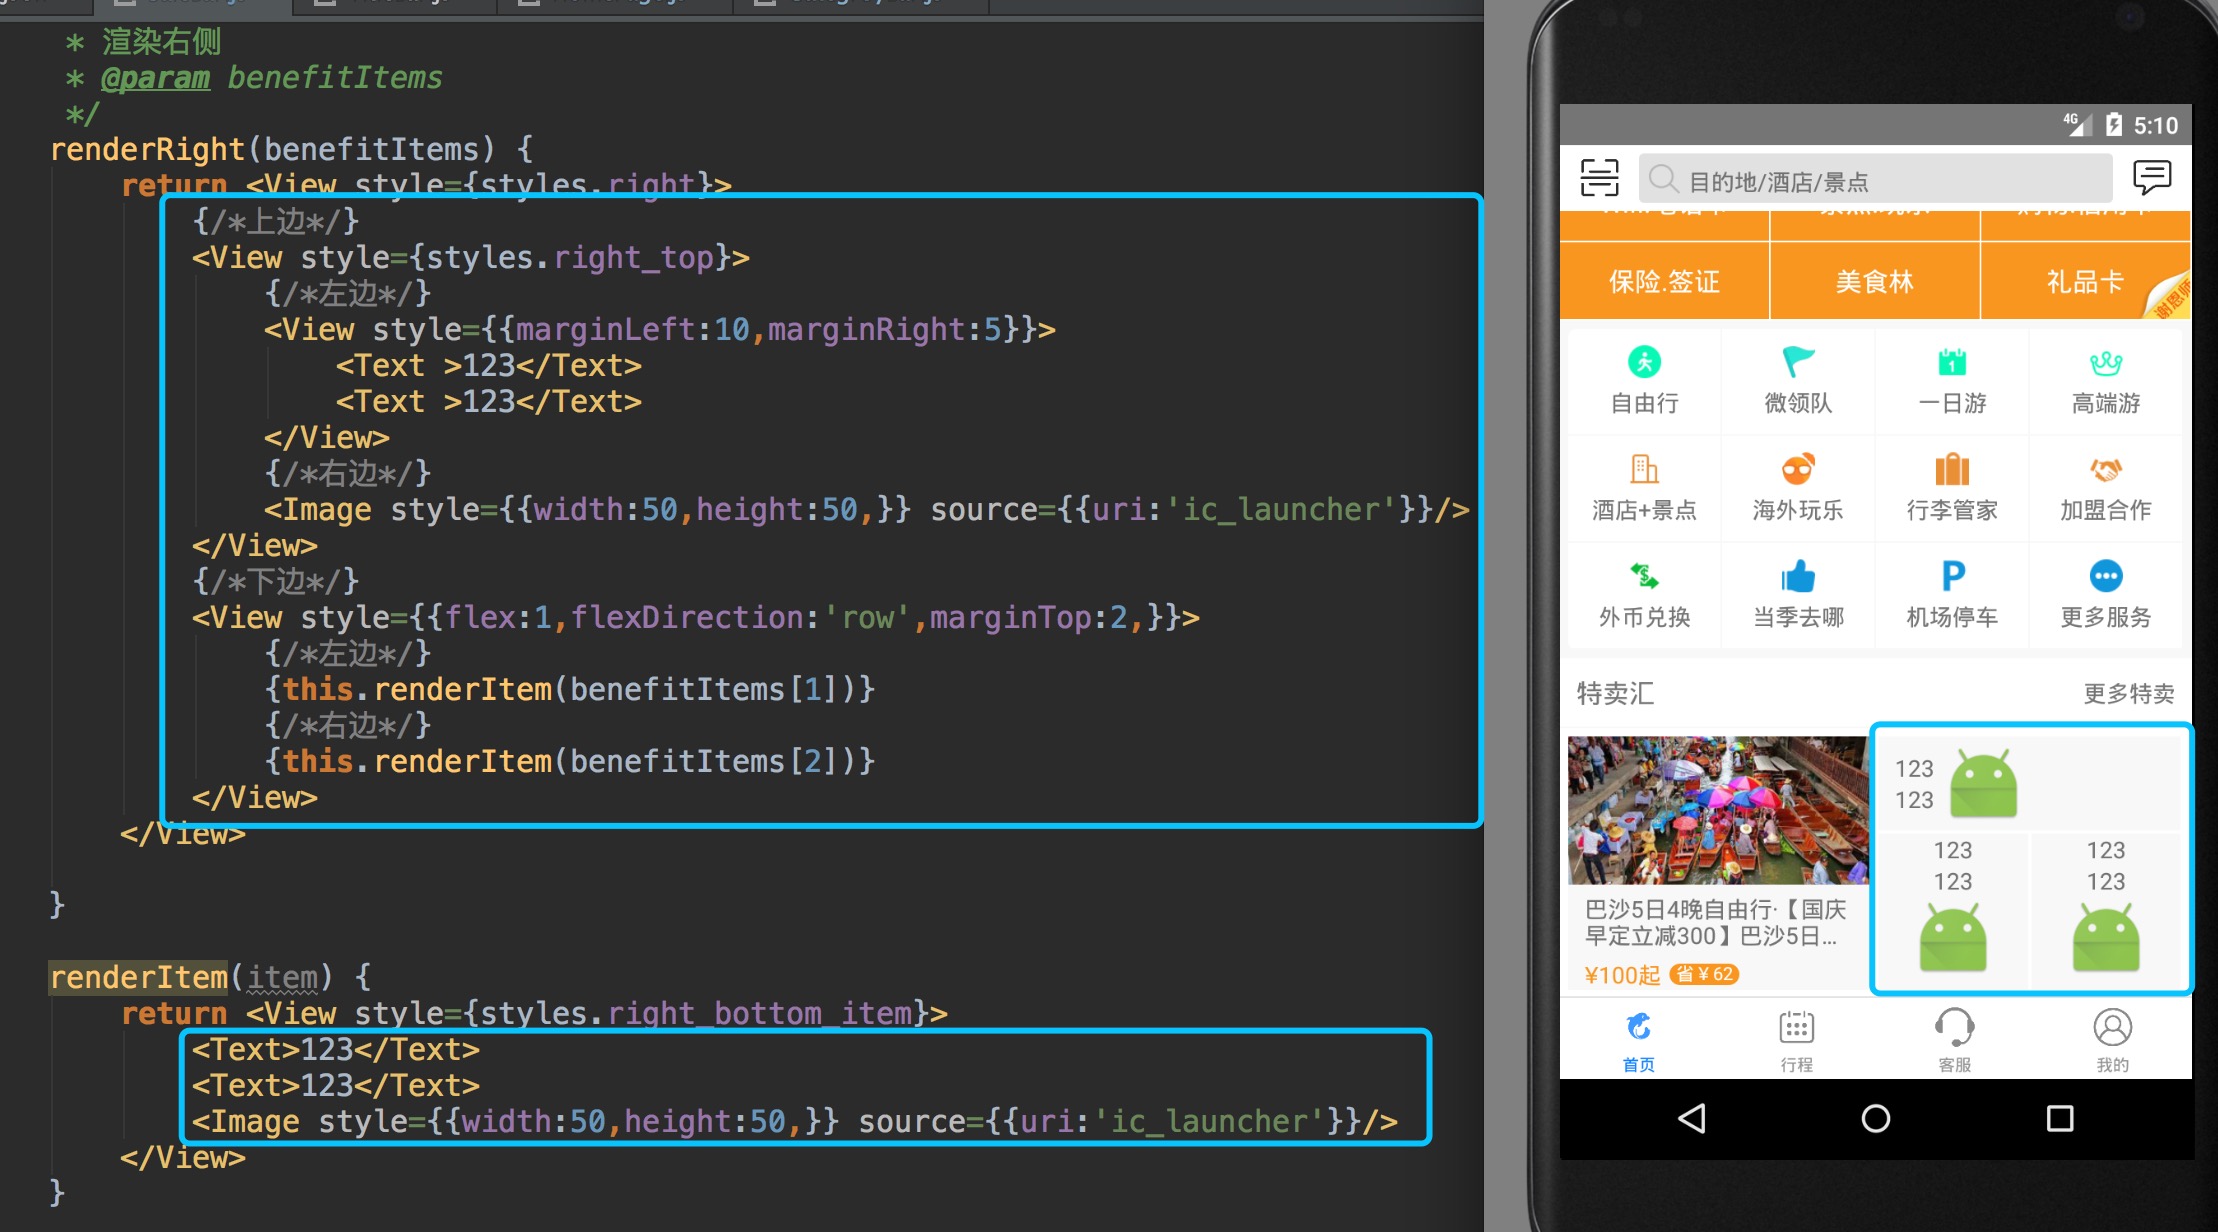 * 渲染右侧
* @param benefitItems
*/
renderRight(benefitItems) {
return <View style={styles.right}>
{/*上边*/}
<View style={styles.right_top}>
{/*左边*/}
<View style={{marginLeft:10,marginRight:5}}>
<Text >123</Text>
<Text >123</Text>
</View>
{/*右边*/}
<Image style={{width:50,height:50,}} source={{uri:'ic_launcher'}}/>
</View>
{/*下边*/}
<View style={{flex:1,flexDirection:'row',marginTop:2,}}>
{/*左边*/}
{this.renderItem(benefitItems[1])}
{/*右边*/}
{this.renderItem(benefitItems[2])}
</View>
</View>
}
renderItem(item) {
return <View style={styles.right_bottom_item}>
<Text>123</Text>
<Text>123</Text>
<Image style={{width:50,height:50,}} source={{uri:'ic_launcher'}}/>
</View>
}
4G 5:10
目的地/酒店/景点
保险.签证 美食林 礼品卡
谢恩师
1
自由行 微领队 一日游 高端游
酒店+景点 海外玩乐 行李管家 加盟合作
$ P
外币兑换 当季去哪 机场停车 更多服务
特卖汇 更多特卖
123
123
123 123
123 123
巴沙5日4晚自由行·【国庆
早定立减300】巴沙5日...
¥100起 省¥62
首页 行程 客服 我的